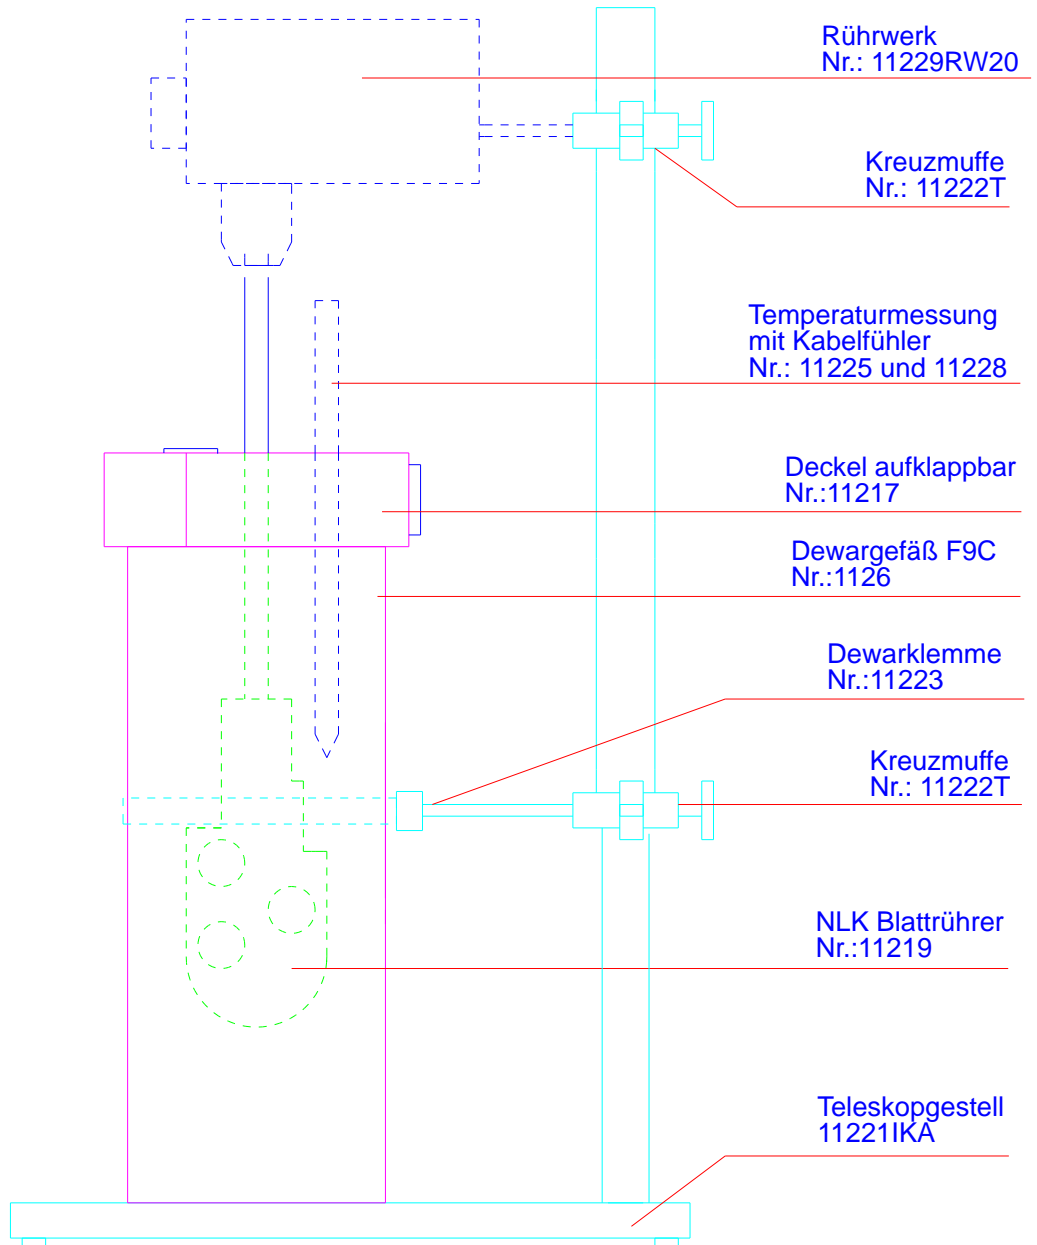 Rührwerk
Nr.: 11229RW20
Kreuzmuffe
Nr.: 11222T
Temperaturmessung
mit Kabelfühler
Nr.: 11225 und 11228
Deckel aufklappbar
Nr.:11217
Dewargefäß F9C
Nr.:1126
Dewarklemme
Nr.:11223
Kreuzmuffe
Nr.: 11222T
NLK Blattrührer
Nr.:11219
Teleskopgestell
11221IKA